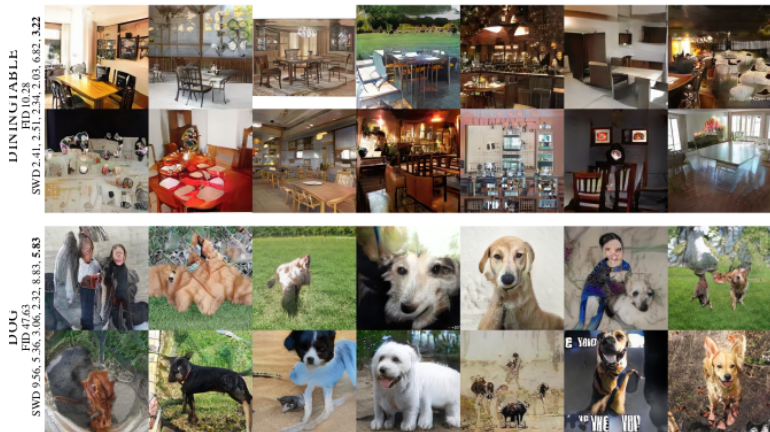 DININGTABLE
FID 10.28
SWD 2.41, 2.51, 2.34, 2.03, 6.82, 3.22
DOG
FID 47.63
SWD 9.56, 5.36, 3.06, 2.32, 8.83, 5.83